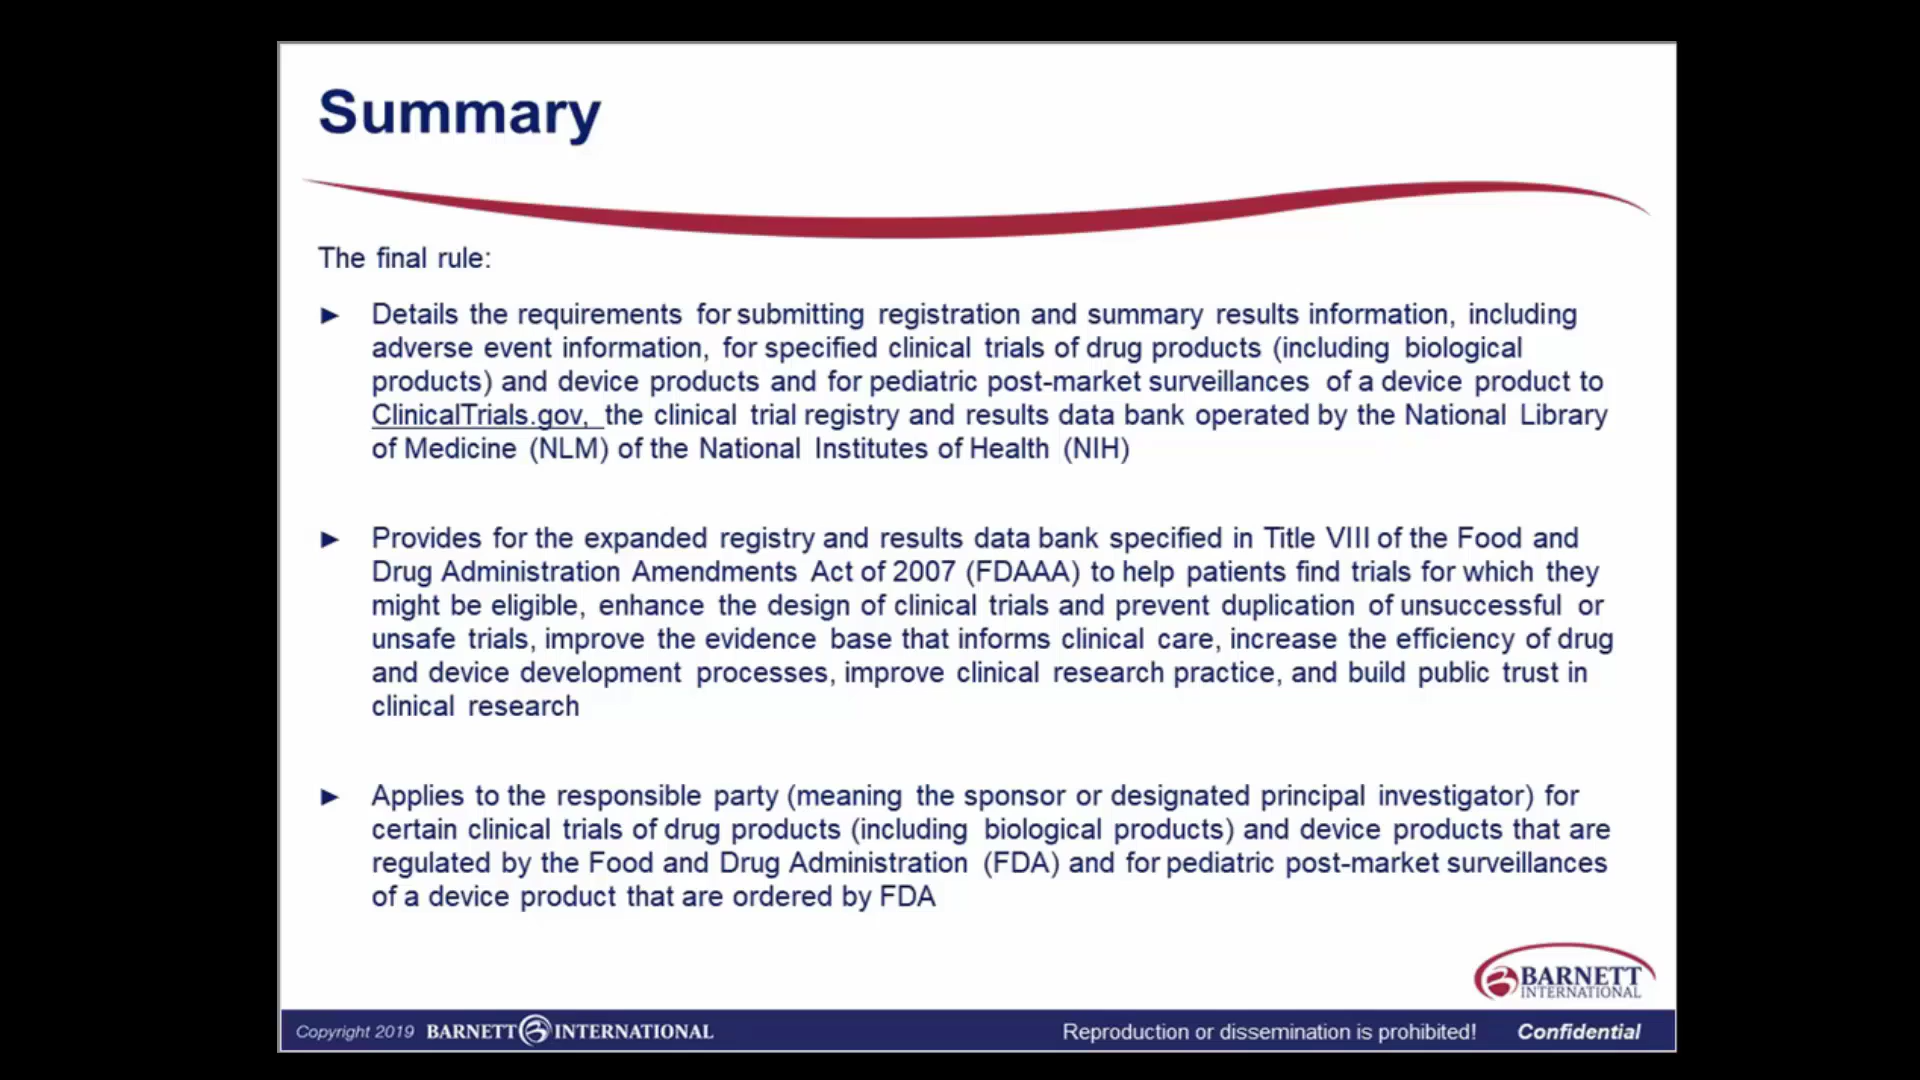 Summary
The final rule:
► Details the requirements for submitting registration and summary results information, including
adverse event information, for specified clinical trials of drug products (including biological
products) and device products and for pediatric post-market surveillances of a device product to
ClinicalTrials.gov, the clinical trial registry and results data bank operated by the National Library
of Medicine (NLM) of the National Institutes of Health (NIH)
► Provides for the expanded registry and results data bank specified in Title VIII of the Food and
Drug Administration Amendments Act of 2007 (FDAAA) to help patients find trials for which they
might be eligible, enhance the design of clinical trials and prevent duplication of unsuccessful or
unsafe trials, improve the evidence base that informs clinical care, increase the efficiency of drug
and device development processes, improve clinical research practice, and build public trust in
clinical research
► Applies to the responsible party (meaning the sponsor or designated principal investigator) for
certain clinical trials of drug products (including biological products) and device products that are
regulated by the Food and Drug Administration (FDA) and for pediatric post-market surveillances
of a device product that are ordered by FDA
BARNETT
INTERNATIONAL
Copyright 2019 BARNETT INTERNATIONAL Reproduction or dissemination is prohibited! Confidential